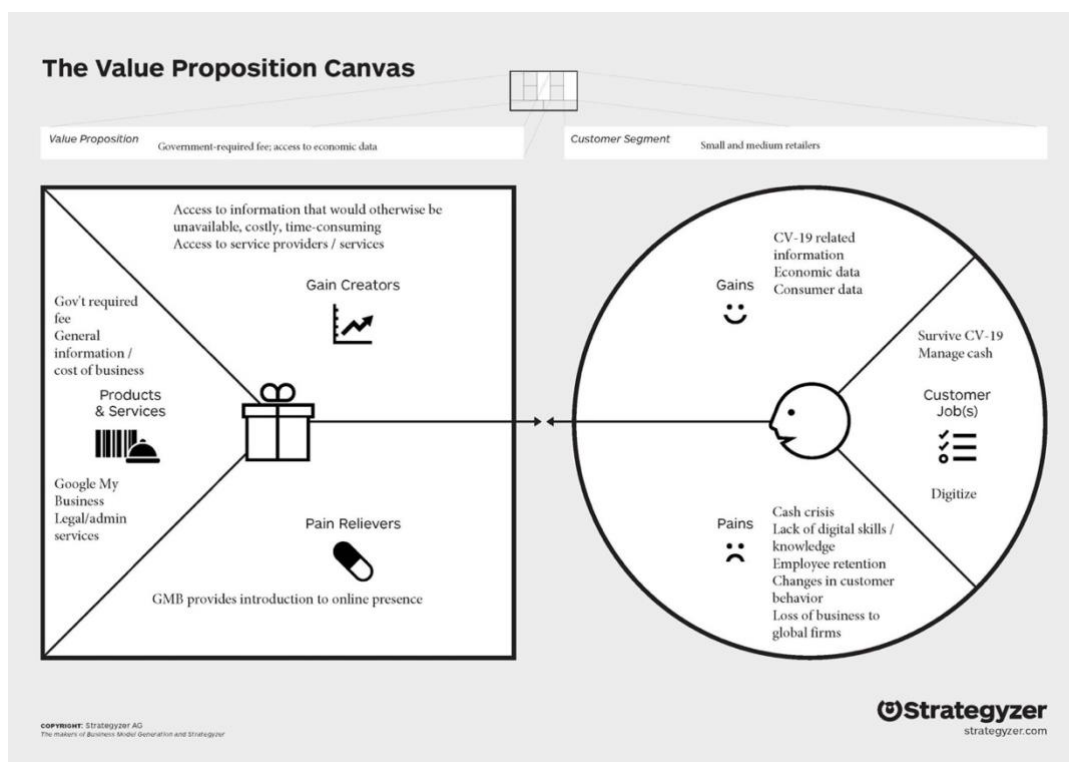 The Value Proposition Canvas
Value Proposition
Government-required fee; access to economic data
Customer Segment
Small and medium retailers
Access to information that would otherwise be
unavailable, costly, time-consuming
Access to service providers / services
Gain Creators
Gov't required
fee
General
information /
cost of business
Products
& Services
Google My
Business
Legal/admin
services
Pain Relievers
GMB provides introduction to online presence
CV-19 related
information
Economic data
Consumer data
Gains
Survive CV-19
Manage cash
Customer
Job(s)
Digitize
Pains
Cash crisis
Lack of digital skills /
knowledge
Employee retention
Changes in customer
behavior
Loss of business to
global firms
COPYRIGHT: Strategyzer AG
The makers of Business Model Generation and Strategyzer
Strategyzer
strategyzer.com